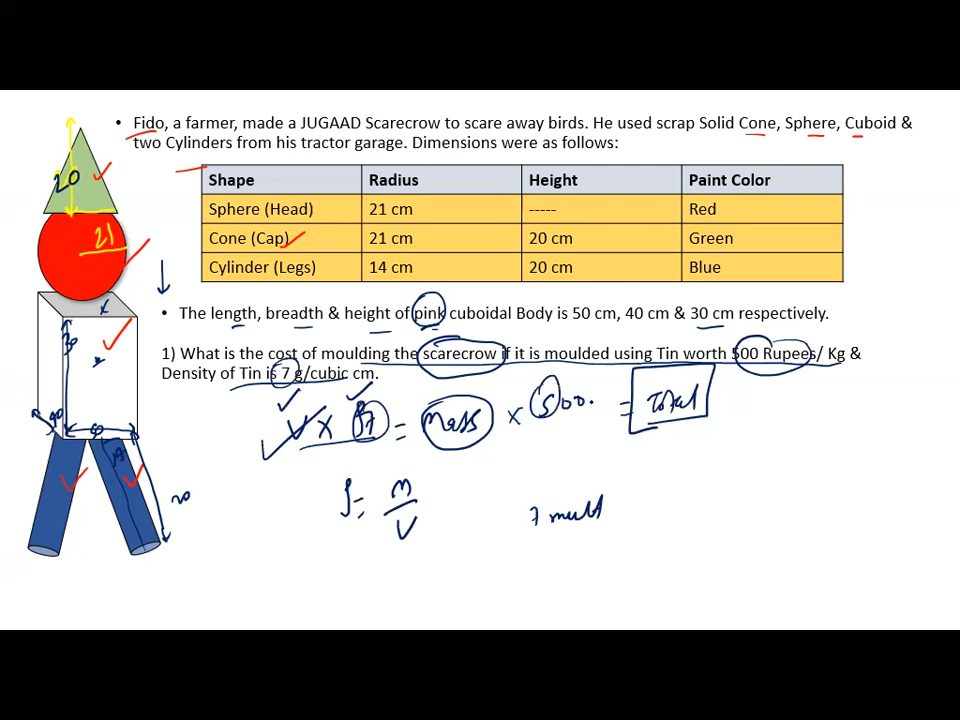 • Fido, a farmer, made a JUGAAD Scarecrow to scare away birds. He used scrap Solid Cone, Sphere, Cuboid &
two Cylinders from his tractor garage. Dimensions were as follows:
Shape Radius Height Paint Color
Sphere (Head) 21 cm ----- Red
Cone (Cap) 21 cm 20 cm Green
Cylinder (Legs) 14 cm 20 cm Blue
20
21
• The length, breadth & height of pink cuboidal Body is 50 cm, 40 cm & 30 cm respectively.
1) What is the cost of moulding the scarecrow if it is moulded using Tin worth 500 Rupees/ Kg &
Density of Tin is 7 g/cubic cm.
V x ρ7 = Mass x 500. = Total
20
ρ = m
V